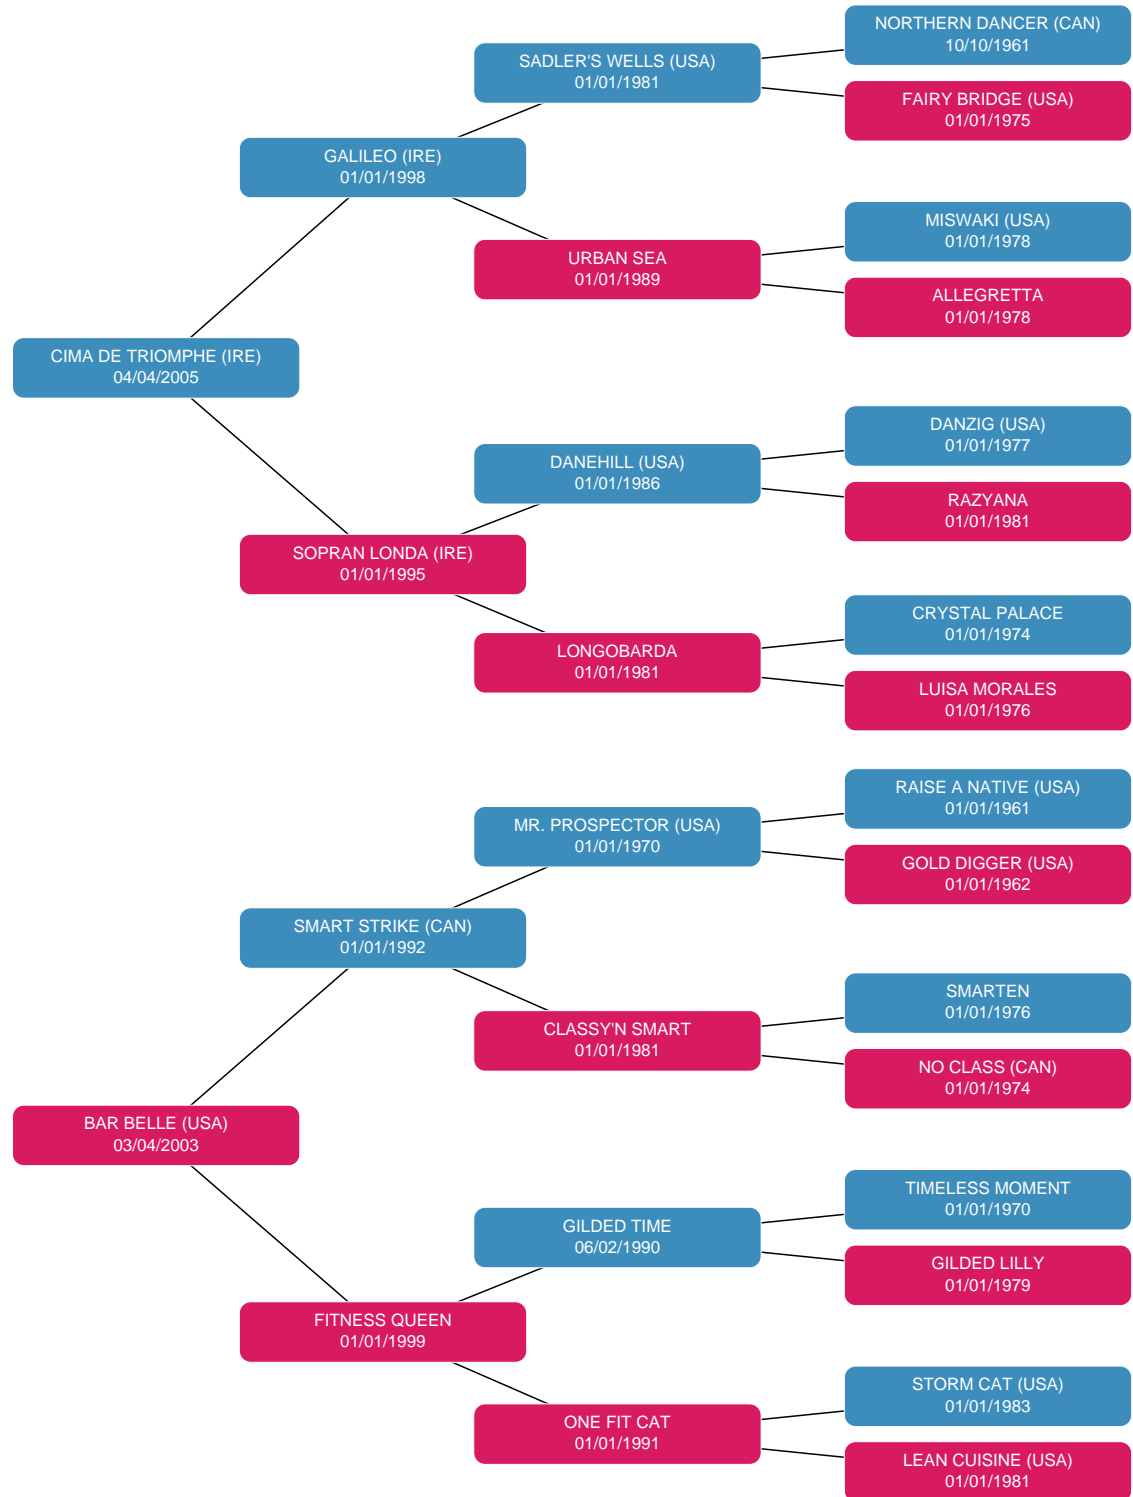 NORTHERN DANCER (CAN)
10/10/1961
SADLER'S WELLS (USA)
01/01/1981
FAIRY BRIDGE (USA)
01/01/1975
GALILEO (IRE)
01/01/1998
MISWAKI (USA)
01/01/1978
URBAN SEA
01/01/1989
ALLEGRETTA
01/01/1978
CIMA DE TRIOMPHE (IRE)
04/04/2005
DANZIG (USA)
01/01/1977
DANEHILL (USA)
01/01/1986
RAZYANA
01/01/1981
SOPRAN LONDA (IRE)
01/01/1995
CRYSTAL PALACE
01/01/1974
LONGOBARDA
01/01/1981
LUISA MORALES
01/01/1976
RAISE A NATIVE (USA)
01/01/1961
MR. PROSPECTOR (USA)
01/01/1970
GOLD DIGGER (USA)
01/01/1962
SMART STRIKE (CAN)
01/01/1992
SMARTEN
01/01/1976
CLASSY'N SMART
01/01/1981
NO CLASS (CAN)
01/01/1974
BAR BELLE (USA)
03/04/2003
TIMELESS MOMENT
01/01/1970
GILDED TIME
06/02/1990
GILDED LILLY
01/01/1979
FITNESS QUEEN
01/01/1999
STORM CAT (USA)
01/01/1983
ONE FIT CAT
01/01/1991
LEAN CUISINE (USA)
01/01/1981